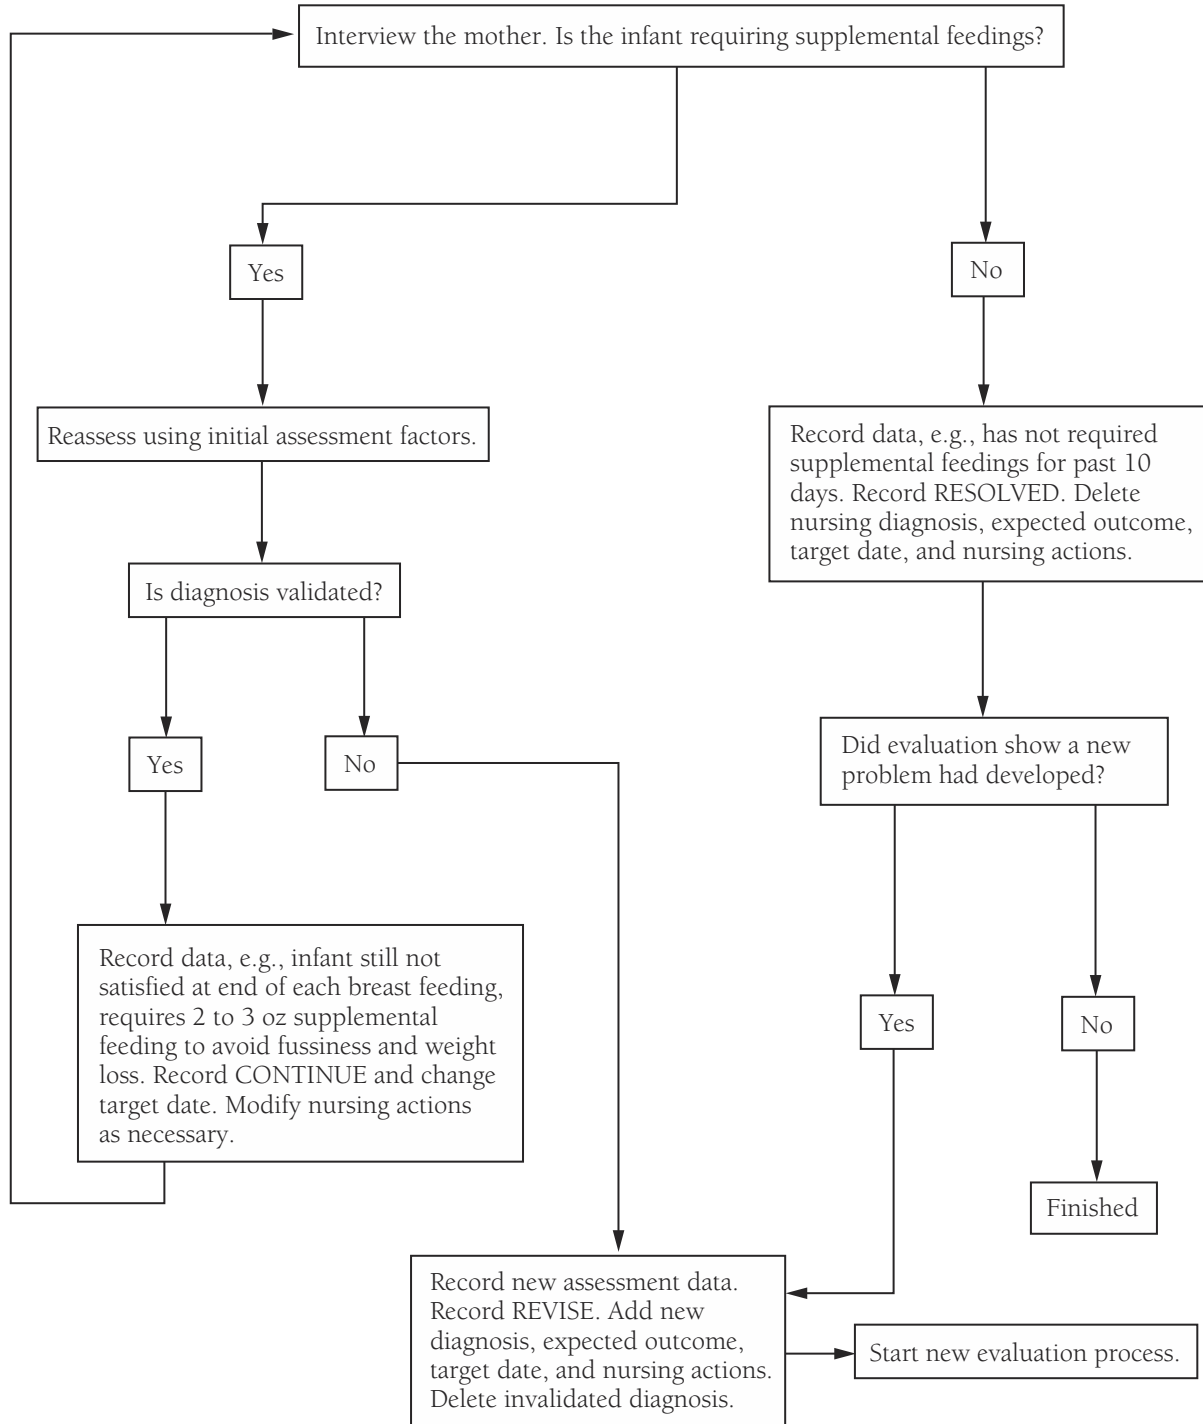 Interview the mother. Is the infant requiring supplemental feedings?
Yes
No
Reassess using initial assessment factors.
Record data, e.g., has not required
supplemental feedings for past 10
days. Record RESOLVED. Delete
nursing diagnosis, expected outcome,
target date, and nursing actions.
Is diagnosis validated?
Yes
No
Did evaluation show a new
problem had developed?
Record data, e.g., infant still not
satisfied at end of each breast feeding,
requires 2 to 3 oz supplemental
feeding to avoid fussiness and weight
loss. Record CONTINUE and change
target date. Modify nursing actions
as necessary.
Yes
No
Finished
Record new assessment data.
Record REVISE. Add new
diagnosis, expected outcome,
target date, and nursing actions.
Delete invalidated diagnosis.
Start new evaluation process.